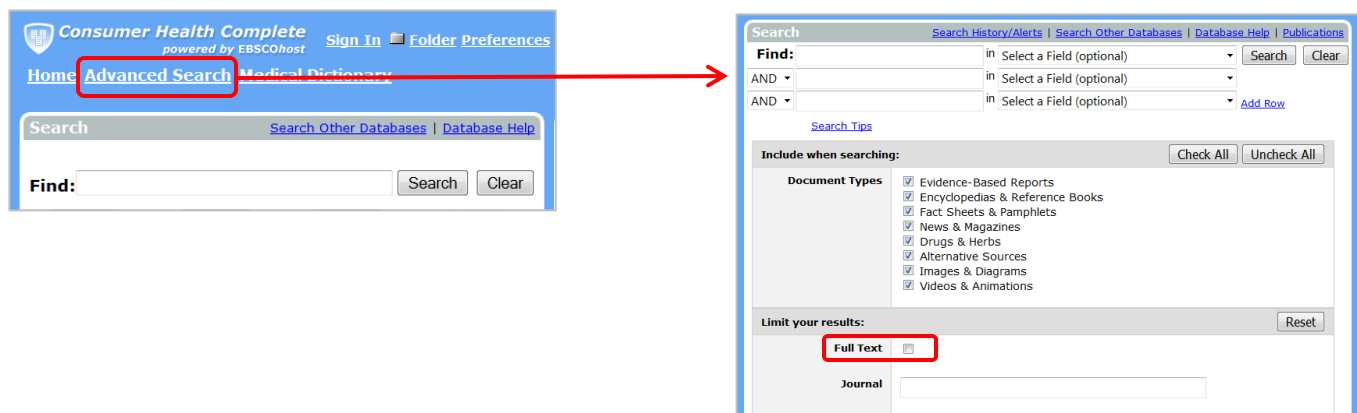 Consumer Health Complete
powered by EBSCOhost
Sign In Folder Preferences
Home Advanced Search Medical Dictionary
Search Search Other Databases | Database Help
Find: Search Clear
Search Search History/Alerts | Search Other Databases | Database Help | Publications
Find: in Select a Field (optional) Search Clear
AND in Select a Field (optional)
AND in Select a Field (optional) Add Row
Search Tips
Include when searching: Check All Uncheck All
Document Types Evidence-Based Reports
Encyclopedias & Reference Books
Fact Sheets & Pamphlets
News & Magazines
Drugs & Herbs
Alternative Sources
Images & Diagrams
Videos & Animations
Limit your results: Reset
Full Text
Journal